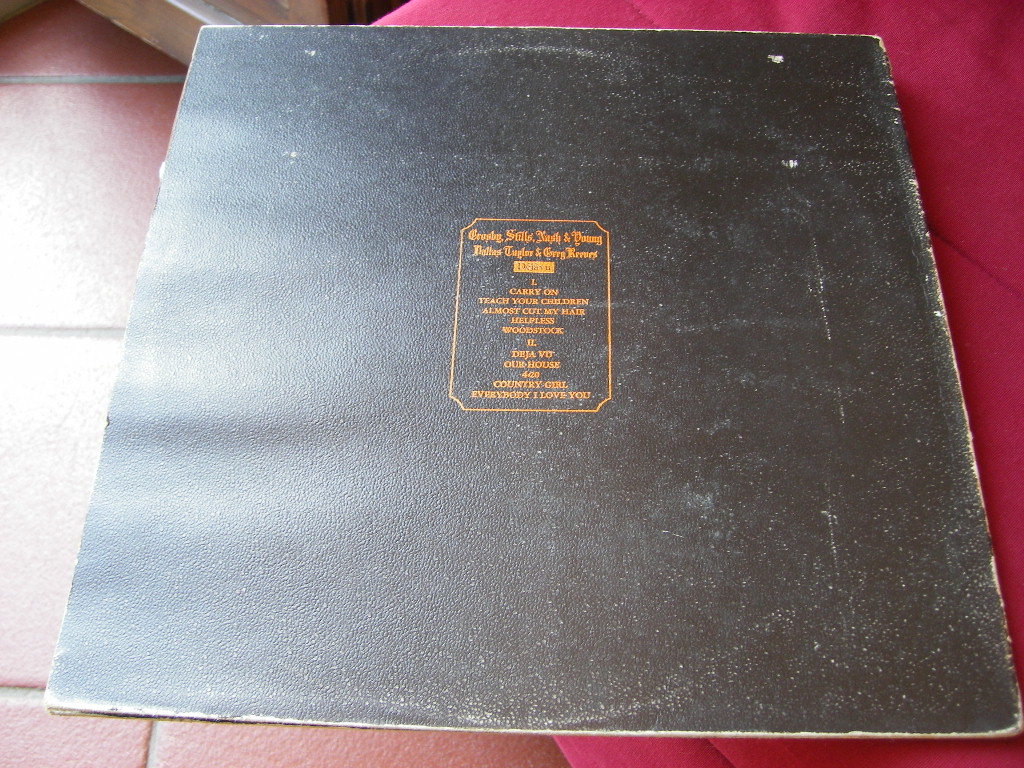 Crosby, Stills, Nash & Young
Dallas Taylor & Greg Reeves
Déjà vu
I.
CARRY ON
TEACH YOUR CHILDREN
ALMOST CUT MY HAIR
HELPLESS
WOODSTOCK
II.
DEJA VU
OUR HOUSE
4+20
COUNTRY GIRL
EVERYBODY I LOVE YOU